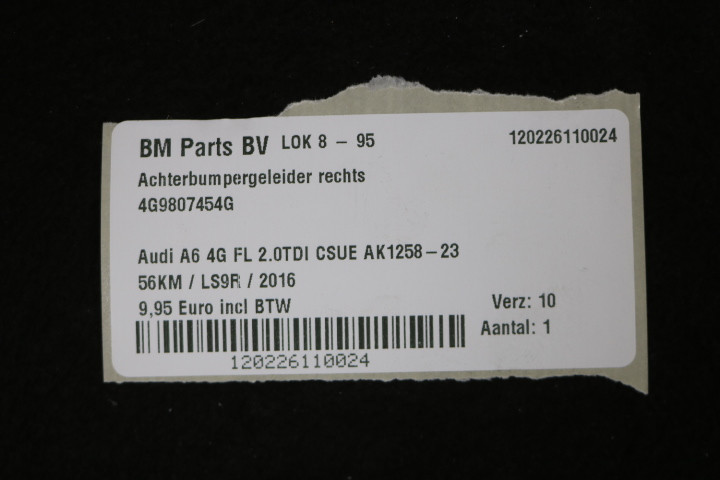 BM Parts BV LOK 8 - 95 120226110024
Achterbumpergeleider rechts
4G9807454G
Audi A6 4G FL 2.0TDI CSUE AK1258-23
56KM / LS9R / 2016
9,95 Euro incl BTW Verz: 10
Aantal: 1
120226110024